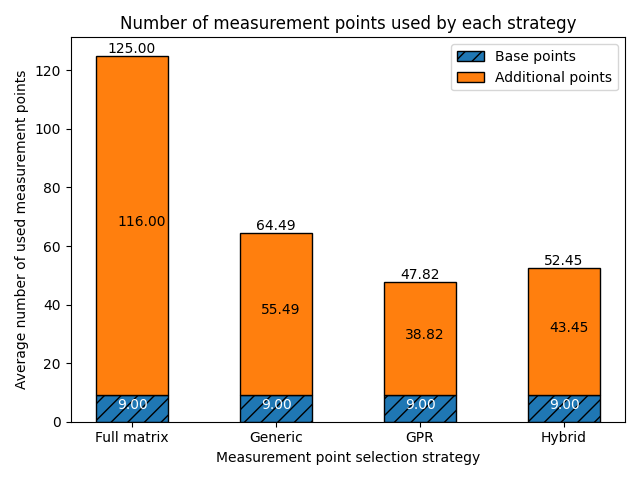 Number of measurement points used by each strategy
Average number of used measurement points
0
20
40
60
80
100
120
Base points
Additional points
125.00
116.00
9.00
64.49
55.49
9.00
47.82
38.82
9.00
52.45
43.45
9.00
Full matrix
Generic
GPR
Hybrid
Measurement point selection strategy